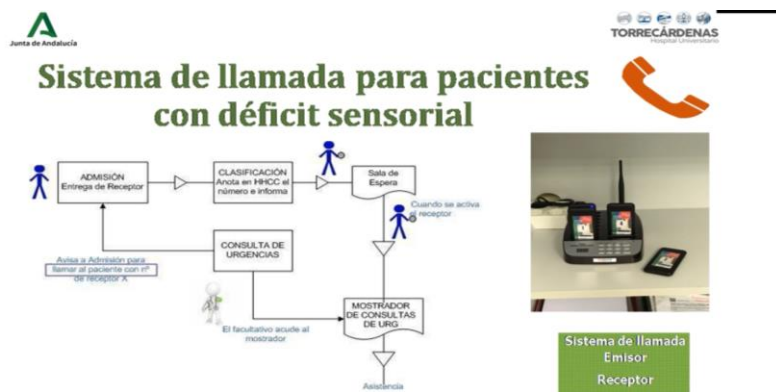 Junta de Andalucía
TORRECÁRDENAS
Hospital Universitario
Sistema de llamada para pacientes
con déficit sensorial
ADMISIÓN
Entrega de Receptor
CLASIFICACIÓN
Anota en HHCC el
número e informa
Sala de
Espera
Cuando se activa
el receptor
CONSULTA DE
URGENCIAS
Avisa a Admisión para
llamar al paciente con nº
de receptor X
MOSTRADOR
DE CONSULTAS
DE URG
El facultativo acude al
mostrador
Asistencia
Sistema de llamada
Emisor
Receptor